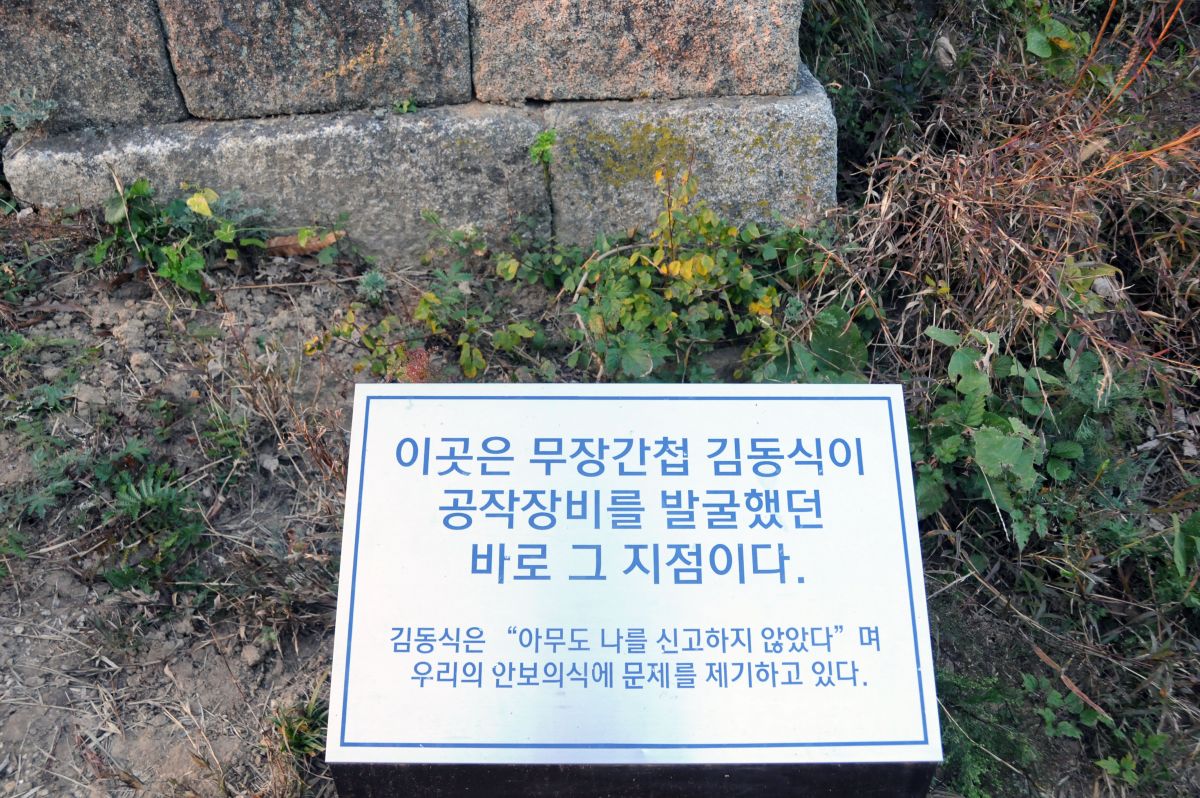 이곳은 무장간첩 김동식이
공작장비를 발굴했던
바로 그 지점이다.
김동식은 “아무도 나를 신고하지 않았다” 며
우리의 안보의식에 문제를 제기하고 있다.